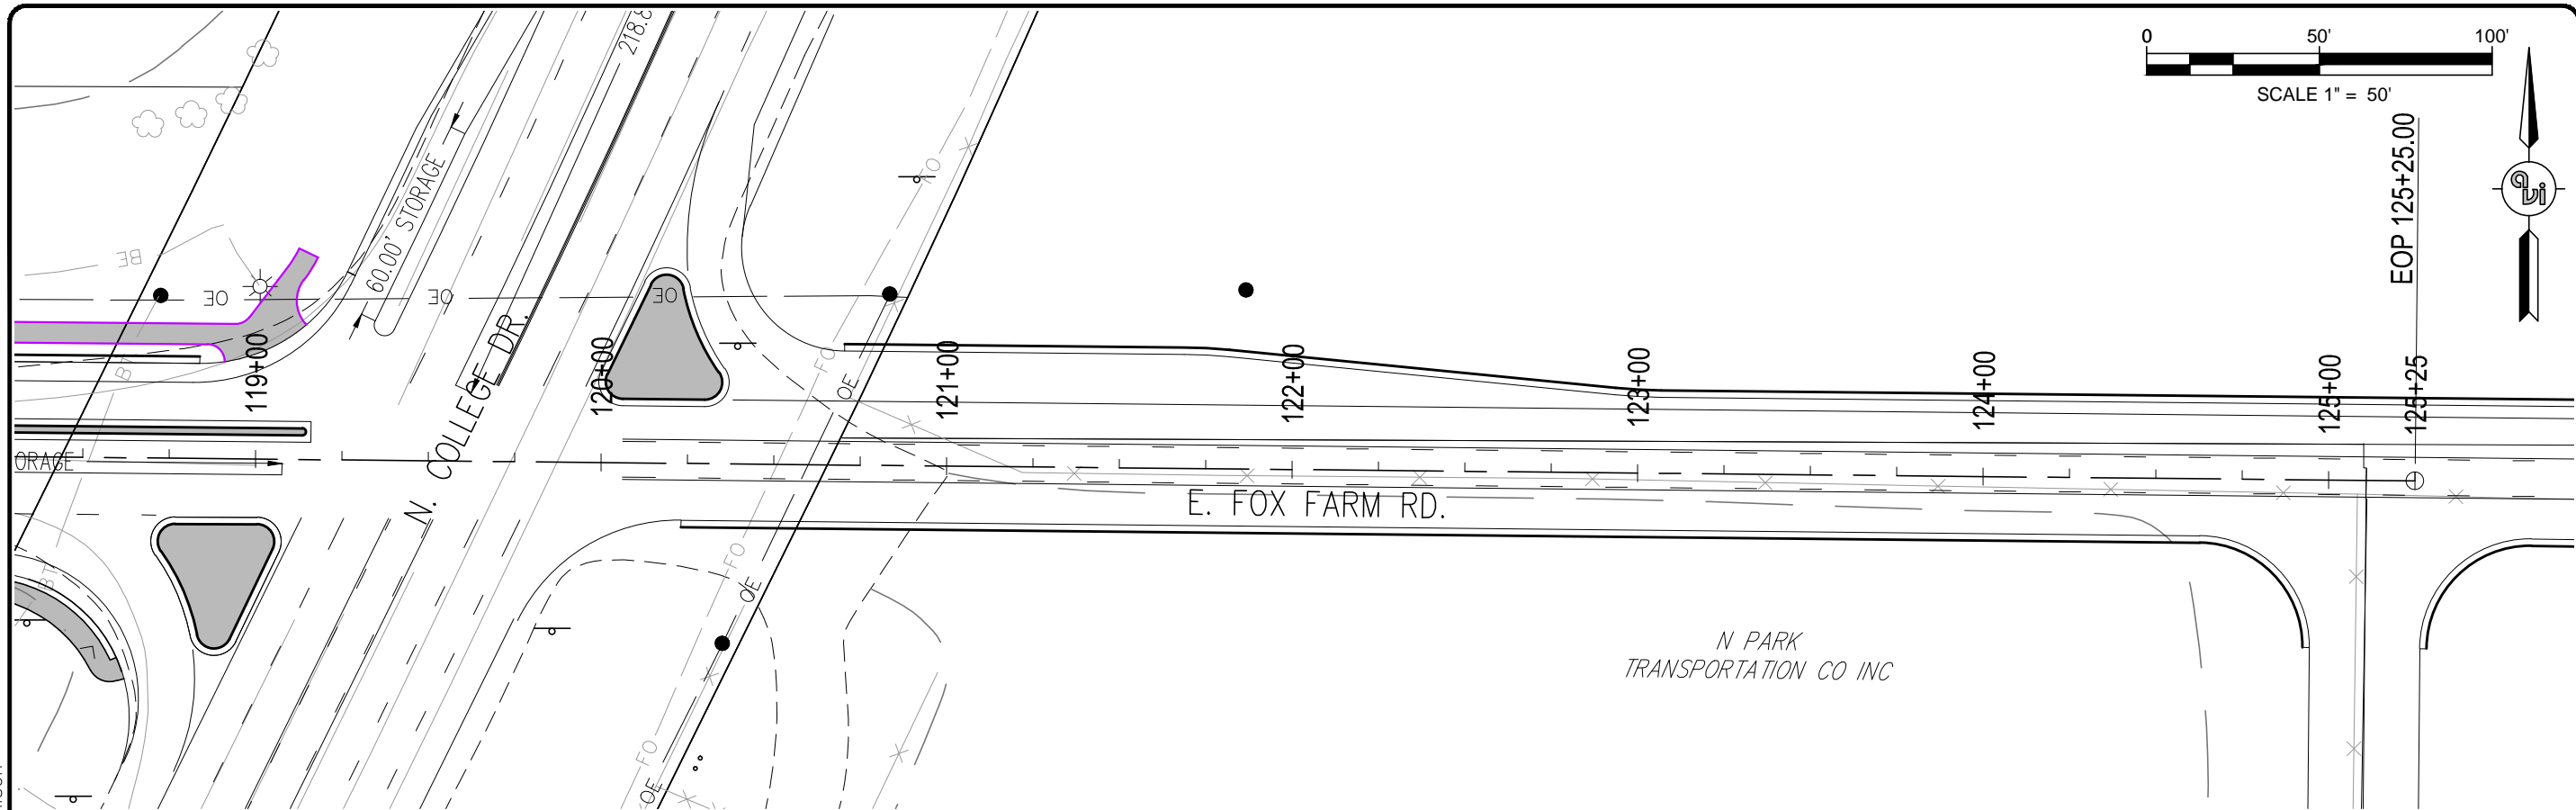 0 50' 100'
SCALE 1" = 50'
EOP 125+25.00
avi
60.00' STORAGE
BE
OE
OE
OE
FO
FO
OE
B
N. COLLEGE DR.
119+00
120+00
121+00
122+00
123+00
124+00
125+00
125+25
ORAGE
E. FOX FARM RD.
BT
FO
OE
L
N PARK
TRANSPORTATION CO INC
FO
OE